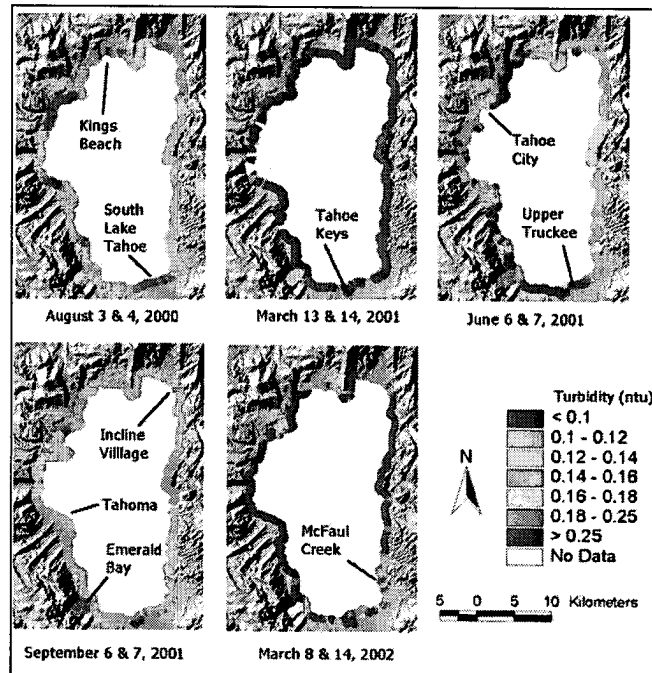 Kings
Beach
South
Lake
Tahoe
August 3 & 4, 2000
Tahoe
Keys
March 13 & 14, 2001
Tahoe
City
Upper
Truckee
June 6 & 7, 2001
Incline
Villlage
Tahoma
Emerald
Bay
September 6 & 7, 2001
McFaul
Creek
March 8 & 14, 2002
N
Turbidity (ntu)
< 0.1
0.1 - 0.12
0.12 - 0.14
0.14 - 0.16
0.16 - 0.18
0.18 - 0.25
> 0.25
No Data
5 0 5 10 Kilometers